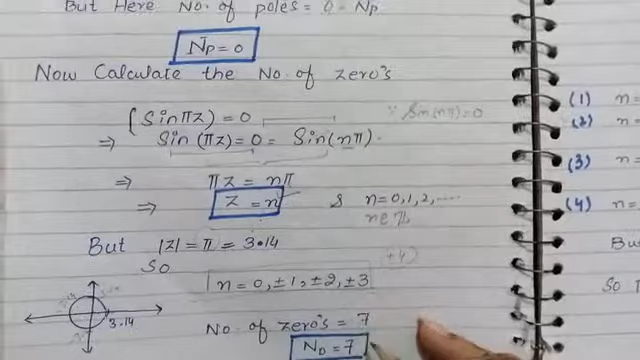 But Here No. of poles = 0 = Np
Np = 0
Now Calculate the No. of zero's
(Sinπz) = 0
∵ Sin(nπ) = 0
⇒ Sin (πz) = 0 = Sin(nπ).
⇒ πz = nπ
⇒ z = n & n = 0, 1, 2, ....
n ∈ ℤ
But |z| = π = 3.14
So
n = 0, ±1, ±2, ±3
±4)
3.14
No. of zero's = 7
N0 = 7
(1) n =
(2) n =
(3) n =
(4) n =
Bu
So T